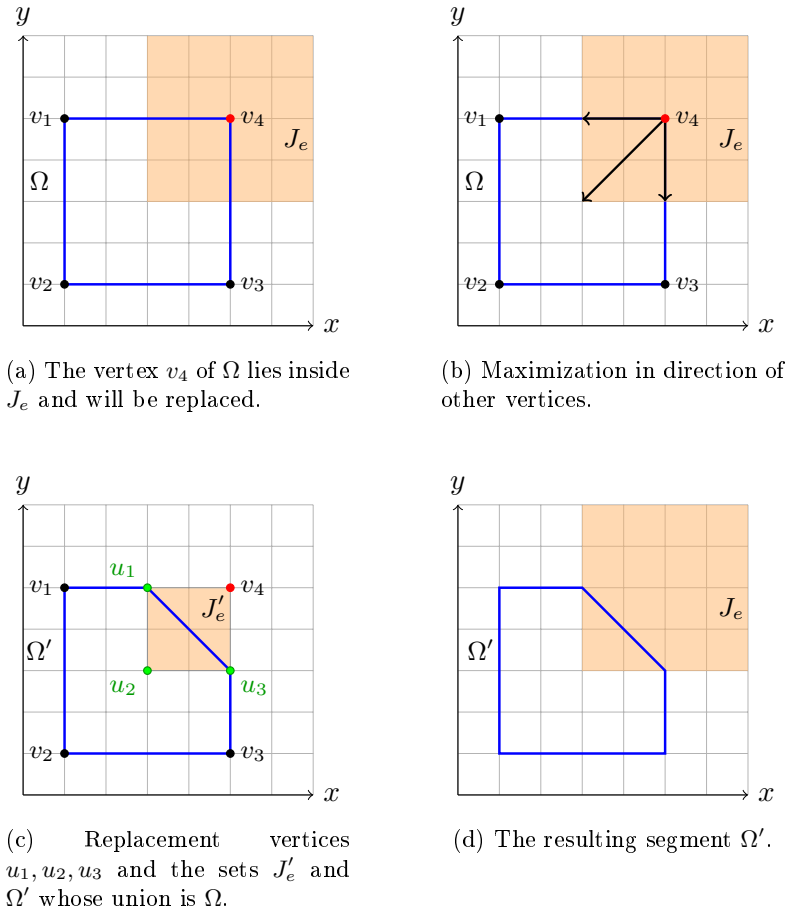 y
v₁
v₄
Jₑ
Ω
v₂
v₃
x
(a) The vertex v₄ of Ω lies inside
Jₑ and will be replaced.
y
v₁
v₄
Jₑ
Ω
v₂
v₃
x
(b) Maximization in direction of
other vertices.
y
u₁
v₁
v₄
J′ₑ
Ω′
u₂
u₃
v₂
v₃
x
(c) Replacement vertices
u₁, u₂, u₃ and the sets J′ₑ and
Ω′ whose union is Ω.
y
Jₑ
Ω′
x
(d) The resulting segment Ω′.